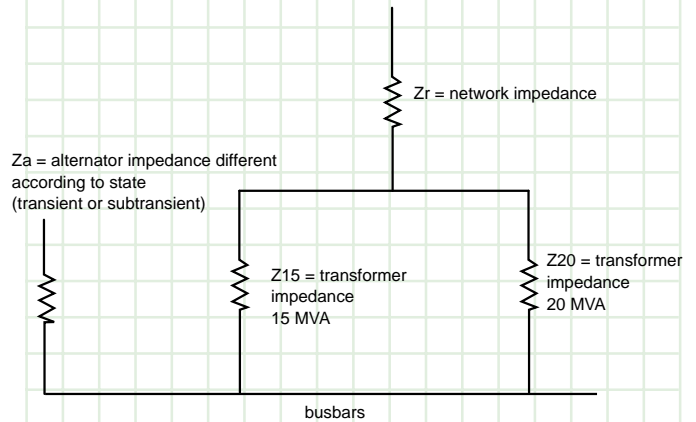 Zr = network impedance
Za = alternator impedance different
according to state
(transient or subtransient)
Z15 = transformer
impedance
15 MVA
Z20 = transformer
impedance
20 MVA
busbars